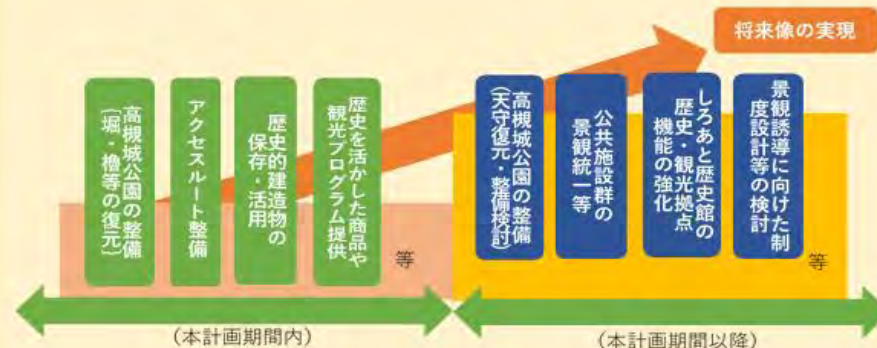 将来像の実現
高槻城公園の整備
〔堀・櫓等の復元〕
アクセスルート整備
歴史的建造物の
保存・活用
歴史を活かした商品や
観光プログラム提供
等
高槻城公園の整備
(天守復元・整備検討)
公共施設群の
景観統一等
しろあと歴史館の
歴史・観光拠点
機能の強化
景観誘導に向けた制
度設計等の検討
等
(本計画期間内)
(本計画期間以降)